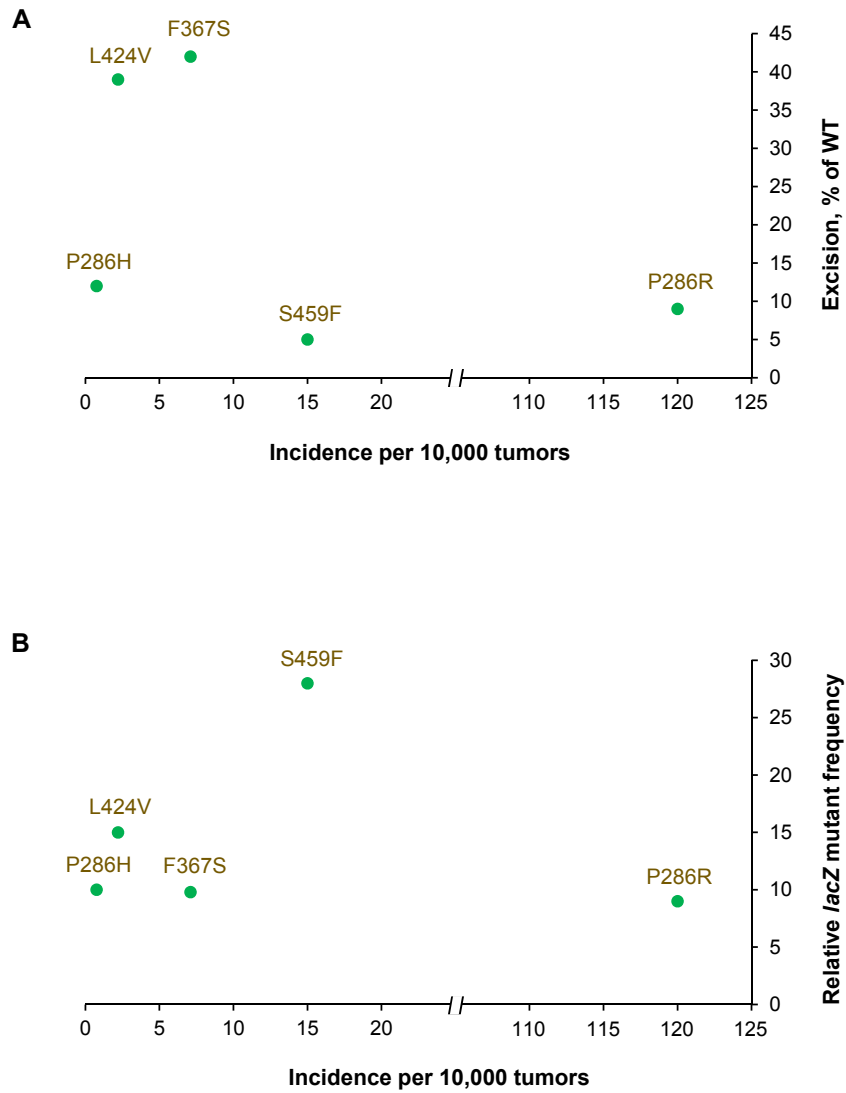 A
F367S
L424V
P286H
S459F
P286R
45
40
35
30
25
20
15
10
5
0
Excision, % of WT
0 5 10 15 20 110 115 120 125
Incidence per 10,000 tumors
B
S459F
L424V
P286H
F367S
P286R
30
25
20
15
10
5
0
Relative lacZ mutant frequency
0 5 10 15 20 110 115 120 125
Incidence per 10,000 tumors